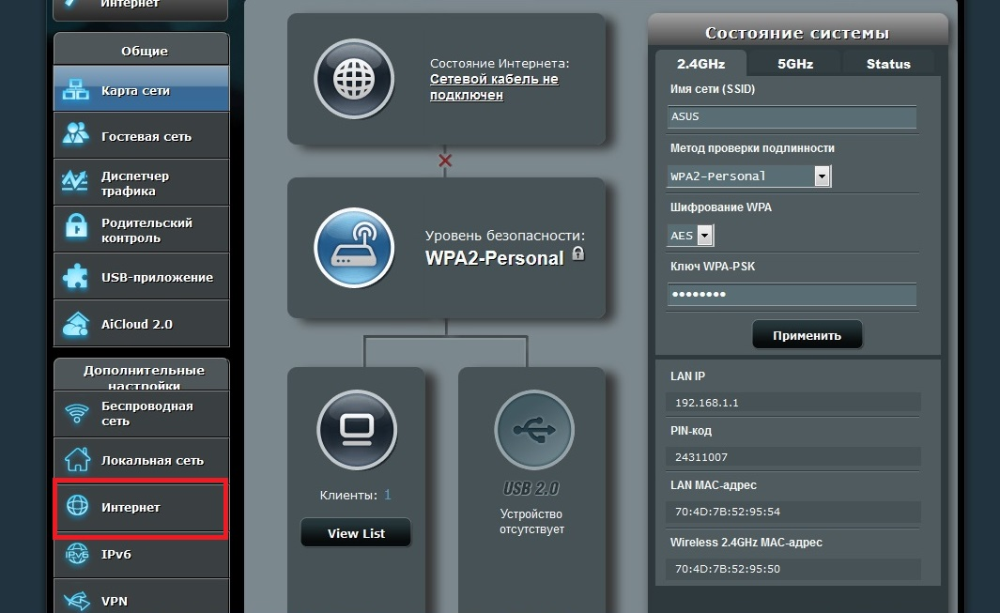 Интернет
Общие
Карта сети
Гостевая сеть
Диспетчер
трафика
Родительский
контроль
USB-приложение
AiCloud 2.0
Дополнительные
настройки
Беспроводная
сеть
Локальная сеть
Интернет
IPv6
VPN
Состояние Интернета:
Сетевой кабель не
подключен
Уровень безопасности:
WPA2-Personal
Клиенты: 1
View List
USB 2.0
Устройство
отсутствует
Состояние системы
2.4GHz 5GHz Status
Имя сети (SSID)
ASUS
Метод проверки подлинности
WPA2-Personal
Шифрование WPA
AES
Ключ WPA-PSK
••••••••
Применить
LAN IP
192.168.1.1
PIN-код
24311007
LAN MAC-адрес
70:4D:7B:52:95:54
Wireless 2.4GHz MAC-адрес
70:4D:7B:52:95:50